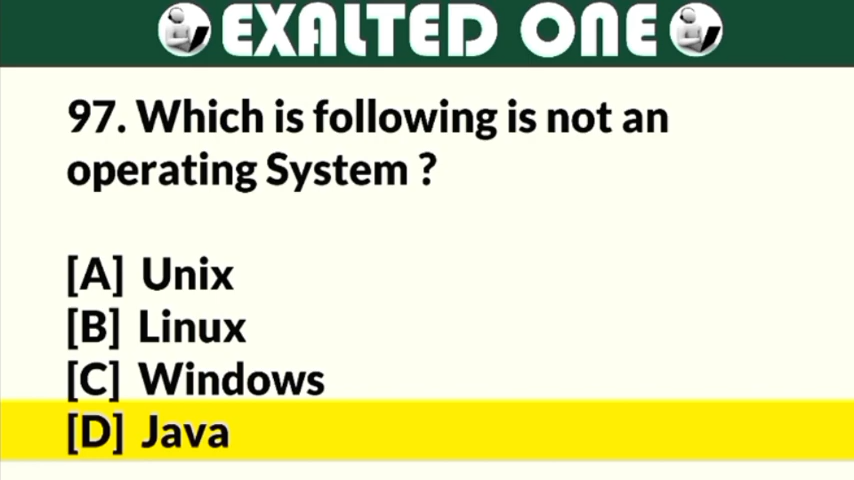 EXALTED ONE
97. Which is following is not an
operating System ?
[A] Unix
[B] Linux
[C] Windows
[D] Java